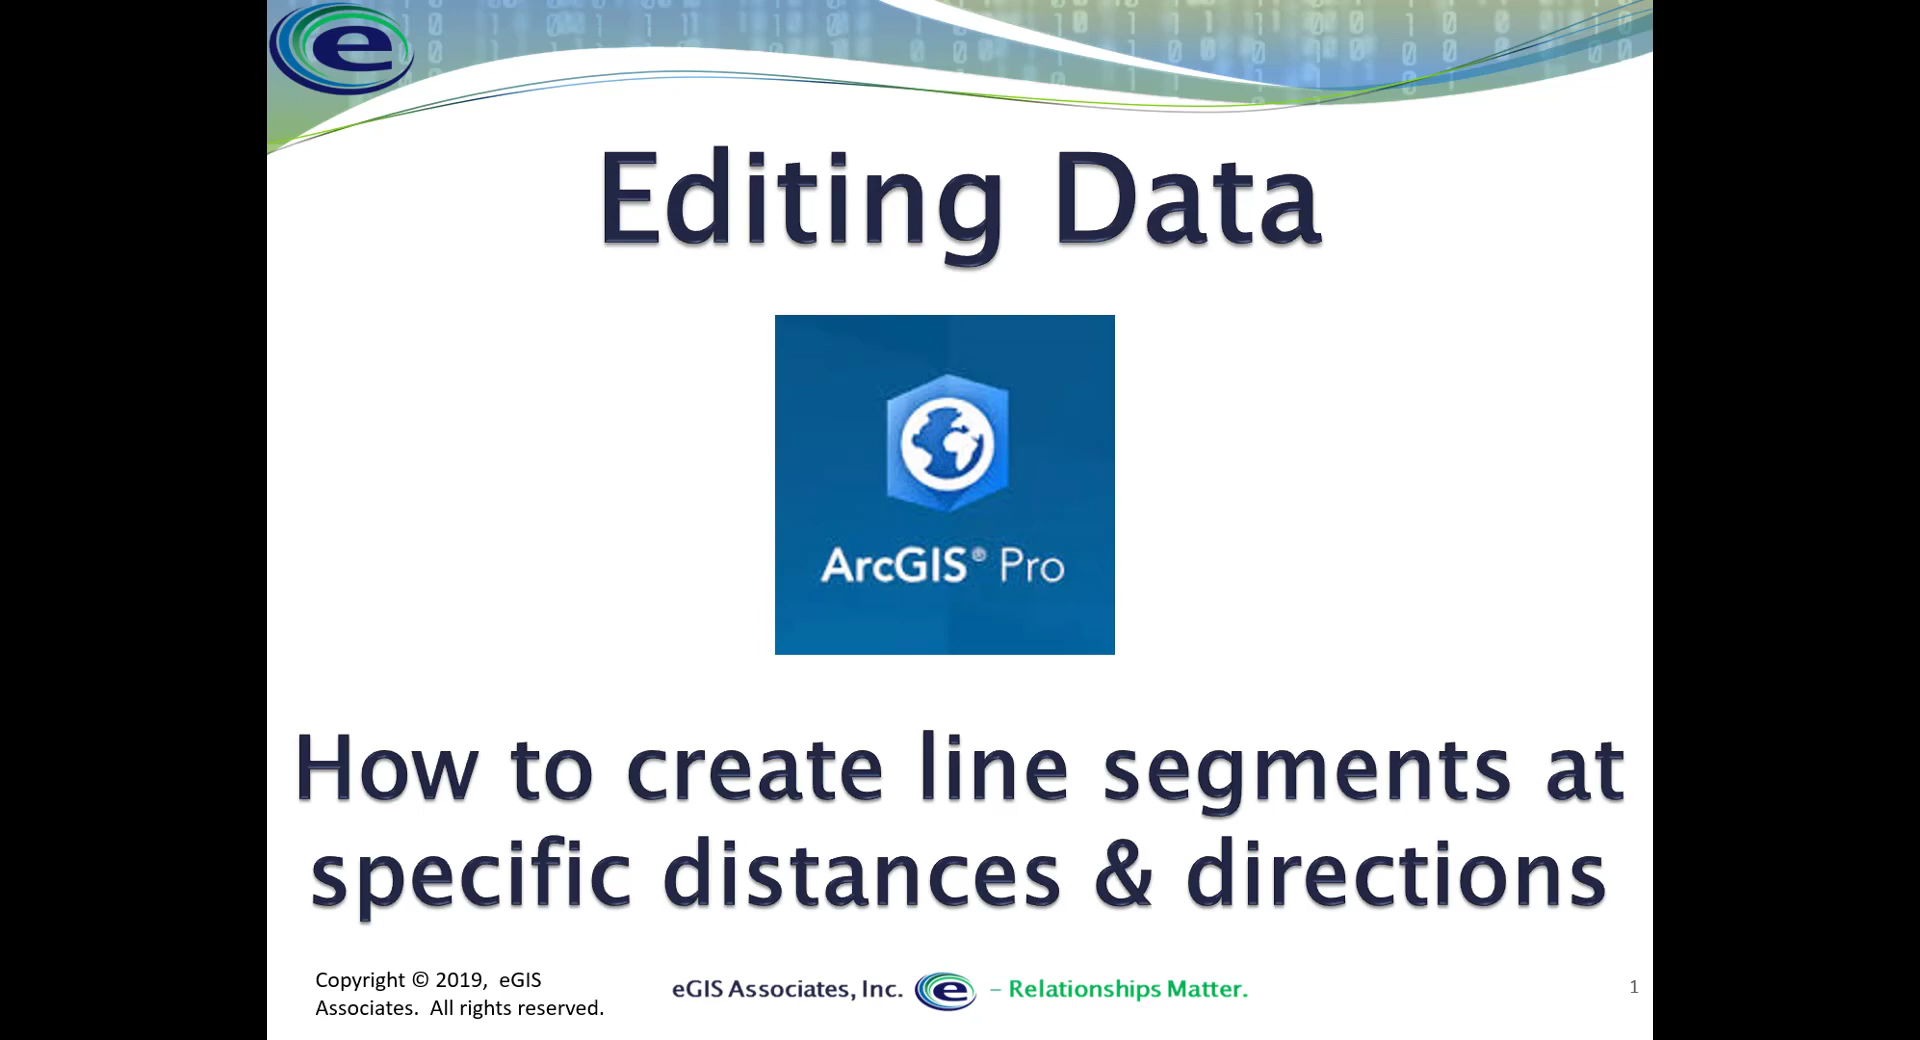 e
Editing Data
ArcGIS® Pro
How to create line segments at
specific distances & directions
Copyright © 2019, eGIS
Associates. All rights reserved.
eGIS Associates, Inc. e – Relationships Matter.
1